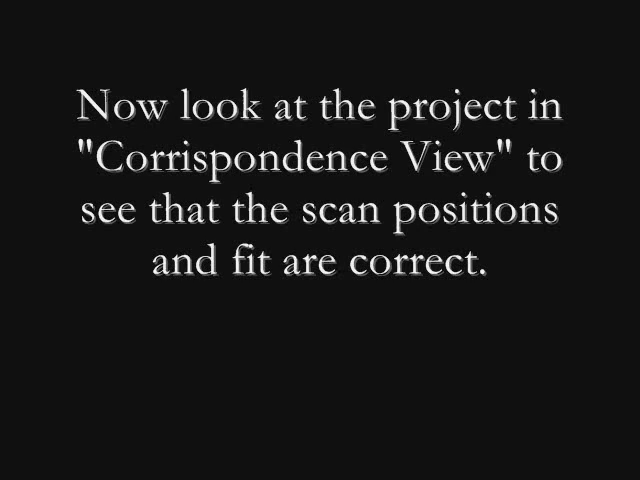 Now look at the project in
"Corrispondence View" to
see that the scan positions
and fit are correct.